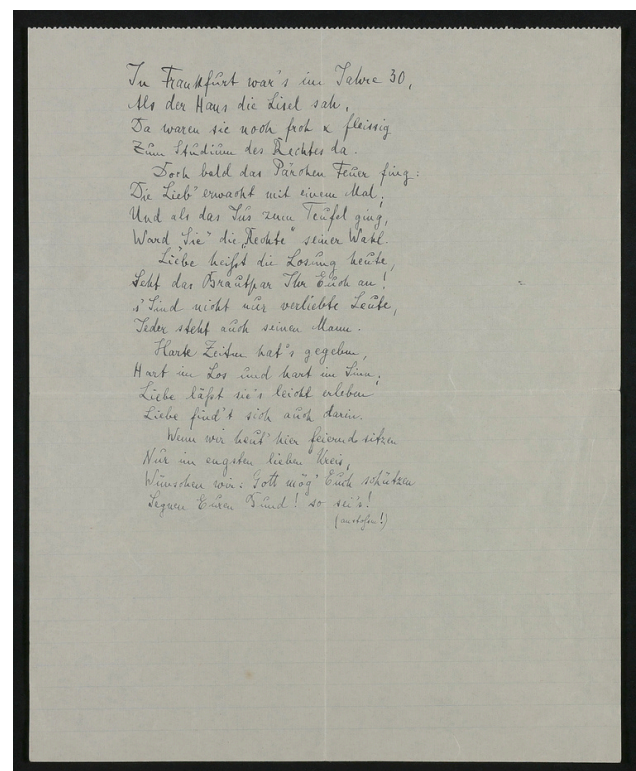 In Frankfurt war's im Jahre 30,
Als der Hans die Lisel sah,
Da waren sie noch froh & fleissig
Zum Studium des Rechtes da.
Doch bald das Pärchen Feuer fing:
Die Lieb' erwacht mit einem Mal,
Und als das Jus zum Teufel ging,
Ward „Sie" die „Rechte" seiner Wahl.
Liebe heißt die Losung heute,
Seht das Brautpar Ihr Euch an!
's Sind nicht nur verliebte Leute,
Jeder steht auch seinen Mann.
Harte Zeiten hat's gegeben,
Hart im Los und hart im Sinn;
Liebe läßt sie's leicht erleben
Liebe find't sich auch darin.
Wenn wir heut' hier feiernd sitzen
Nur im engsten lieben Kreis,
Wünschen wir: Gott mög' Euch schützen
Segnen Euren Bund! so sei's!
(anstoßen!)